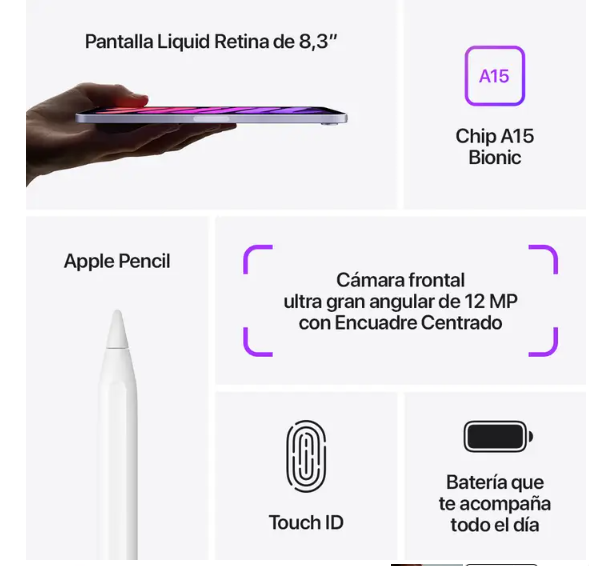 Pantalla Liquid Retina de 8,3”
A15
Chip A15
Bionic
Apple Pencil
Cámara frontal
ultra gran angular de 12 MP
con Encuadre Centrado
Touch ID
Batería que
te acompaña
todo el día